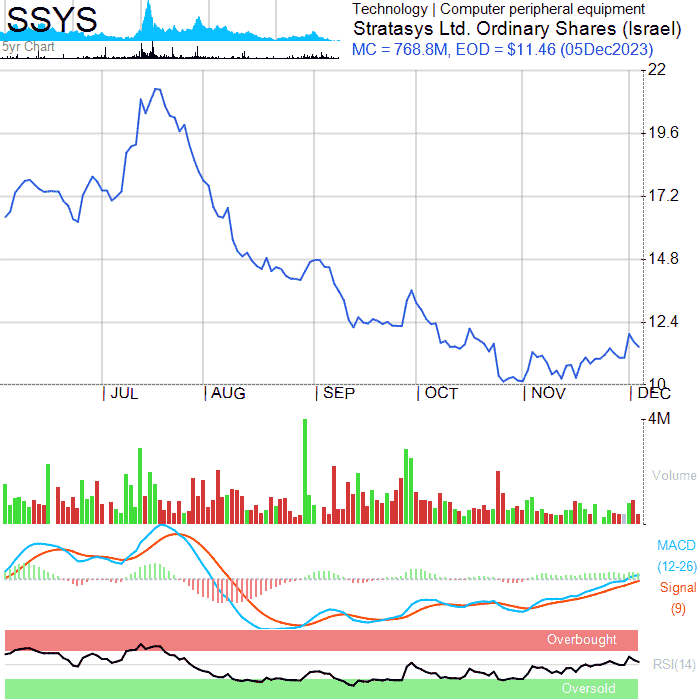 SSYS
5yr Chart
Technology | Computer peripheral equipment
Stratasys Ltd. Ordinary Shares (Israel)
MC = 768.8M, EOD = $11.46 (05Dec2023)
22
19.6
17.2
14.8
12.4
10
JUL AUG SEP OCT NOV DEC
4M
Volume
MACD
(12-26)
Signal
(9)
Overbought
RSI(14)
Oversold